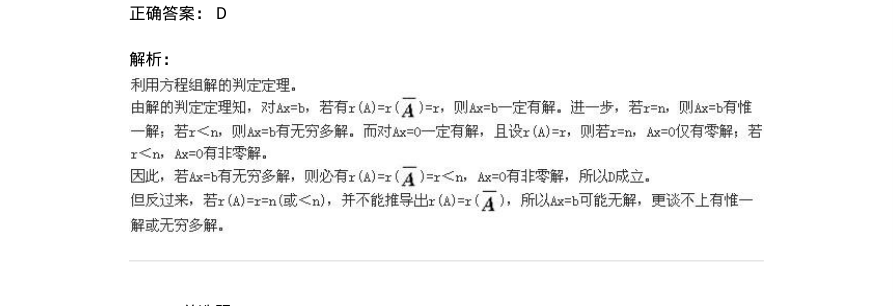 正确答案： D
解析：
利用方程组解的判定定理。
由解的判定定理知，对Ax=b，若有r(A)=r(A̅)=r，则Ax=b一定有解。进一步，若r=n，则Ax=b有惟
一解；若r＜n，则Ax=b有无穷多解。而对Ax=0一定有解，且设r(A)=r，则若r=n，Ax=0仅有零解；若
r＜n，Ax=0有非零解。
因此，若Ax=b有无穷多解，则必有r(A)=r(A̅)=r＜n，Ax=0有非零解，所以D成立。
但反过来，若r(A)=r=n(或＜n)，并不能推导出r(A)=r(A̅)，所以Ax=b可能无解，更谈不上有惟一
解或无穷多解。